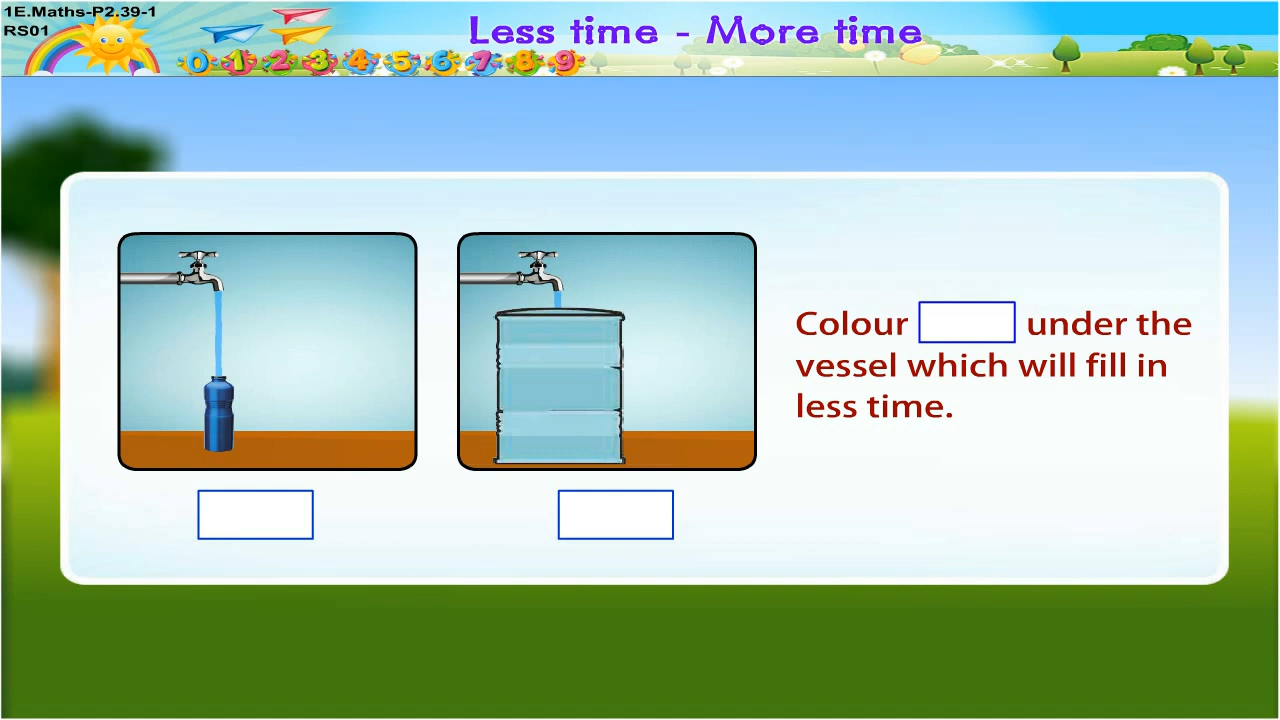 1E.Maths-P2.39-1
RS01
Less time - More time
0 1 2 3 4 5 6 7 8 9
Colour under the
vessel which will fill in
less time.